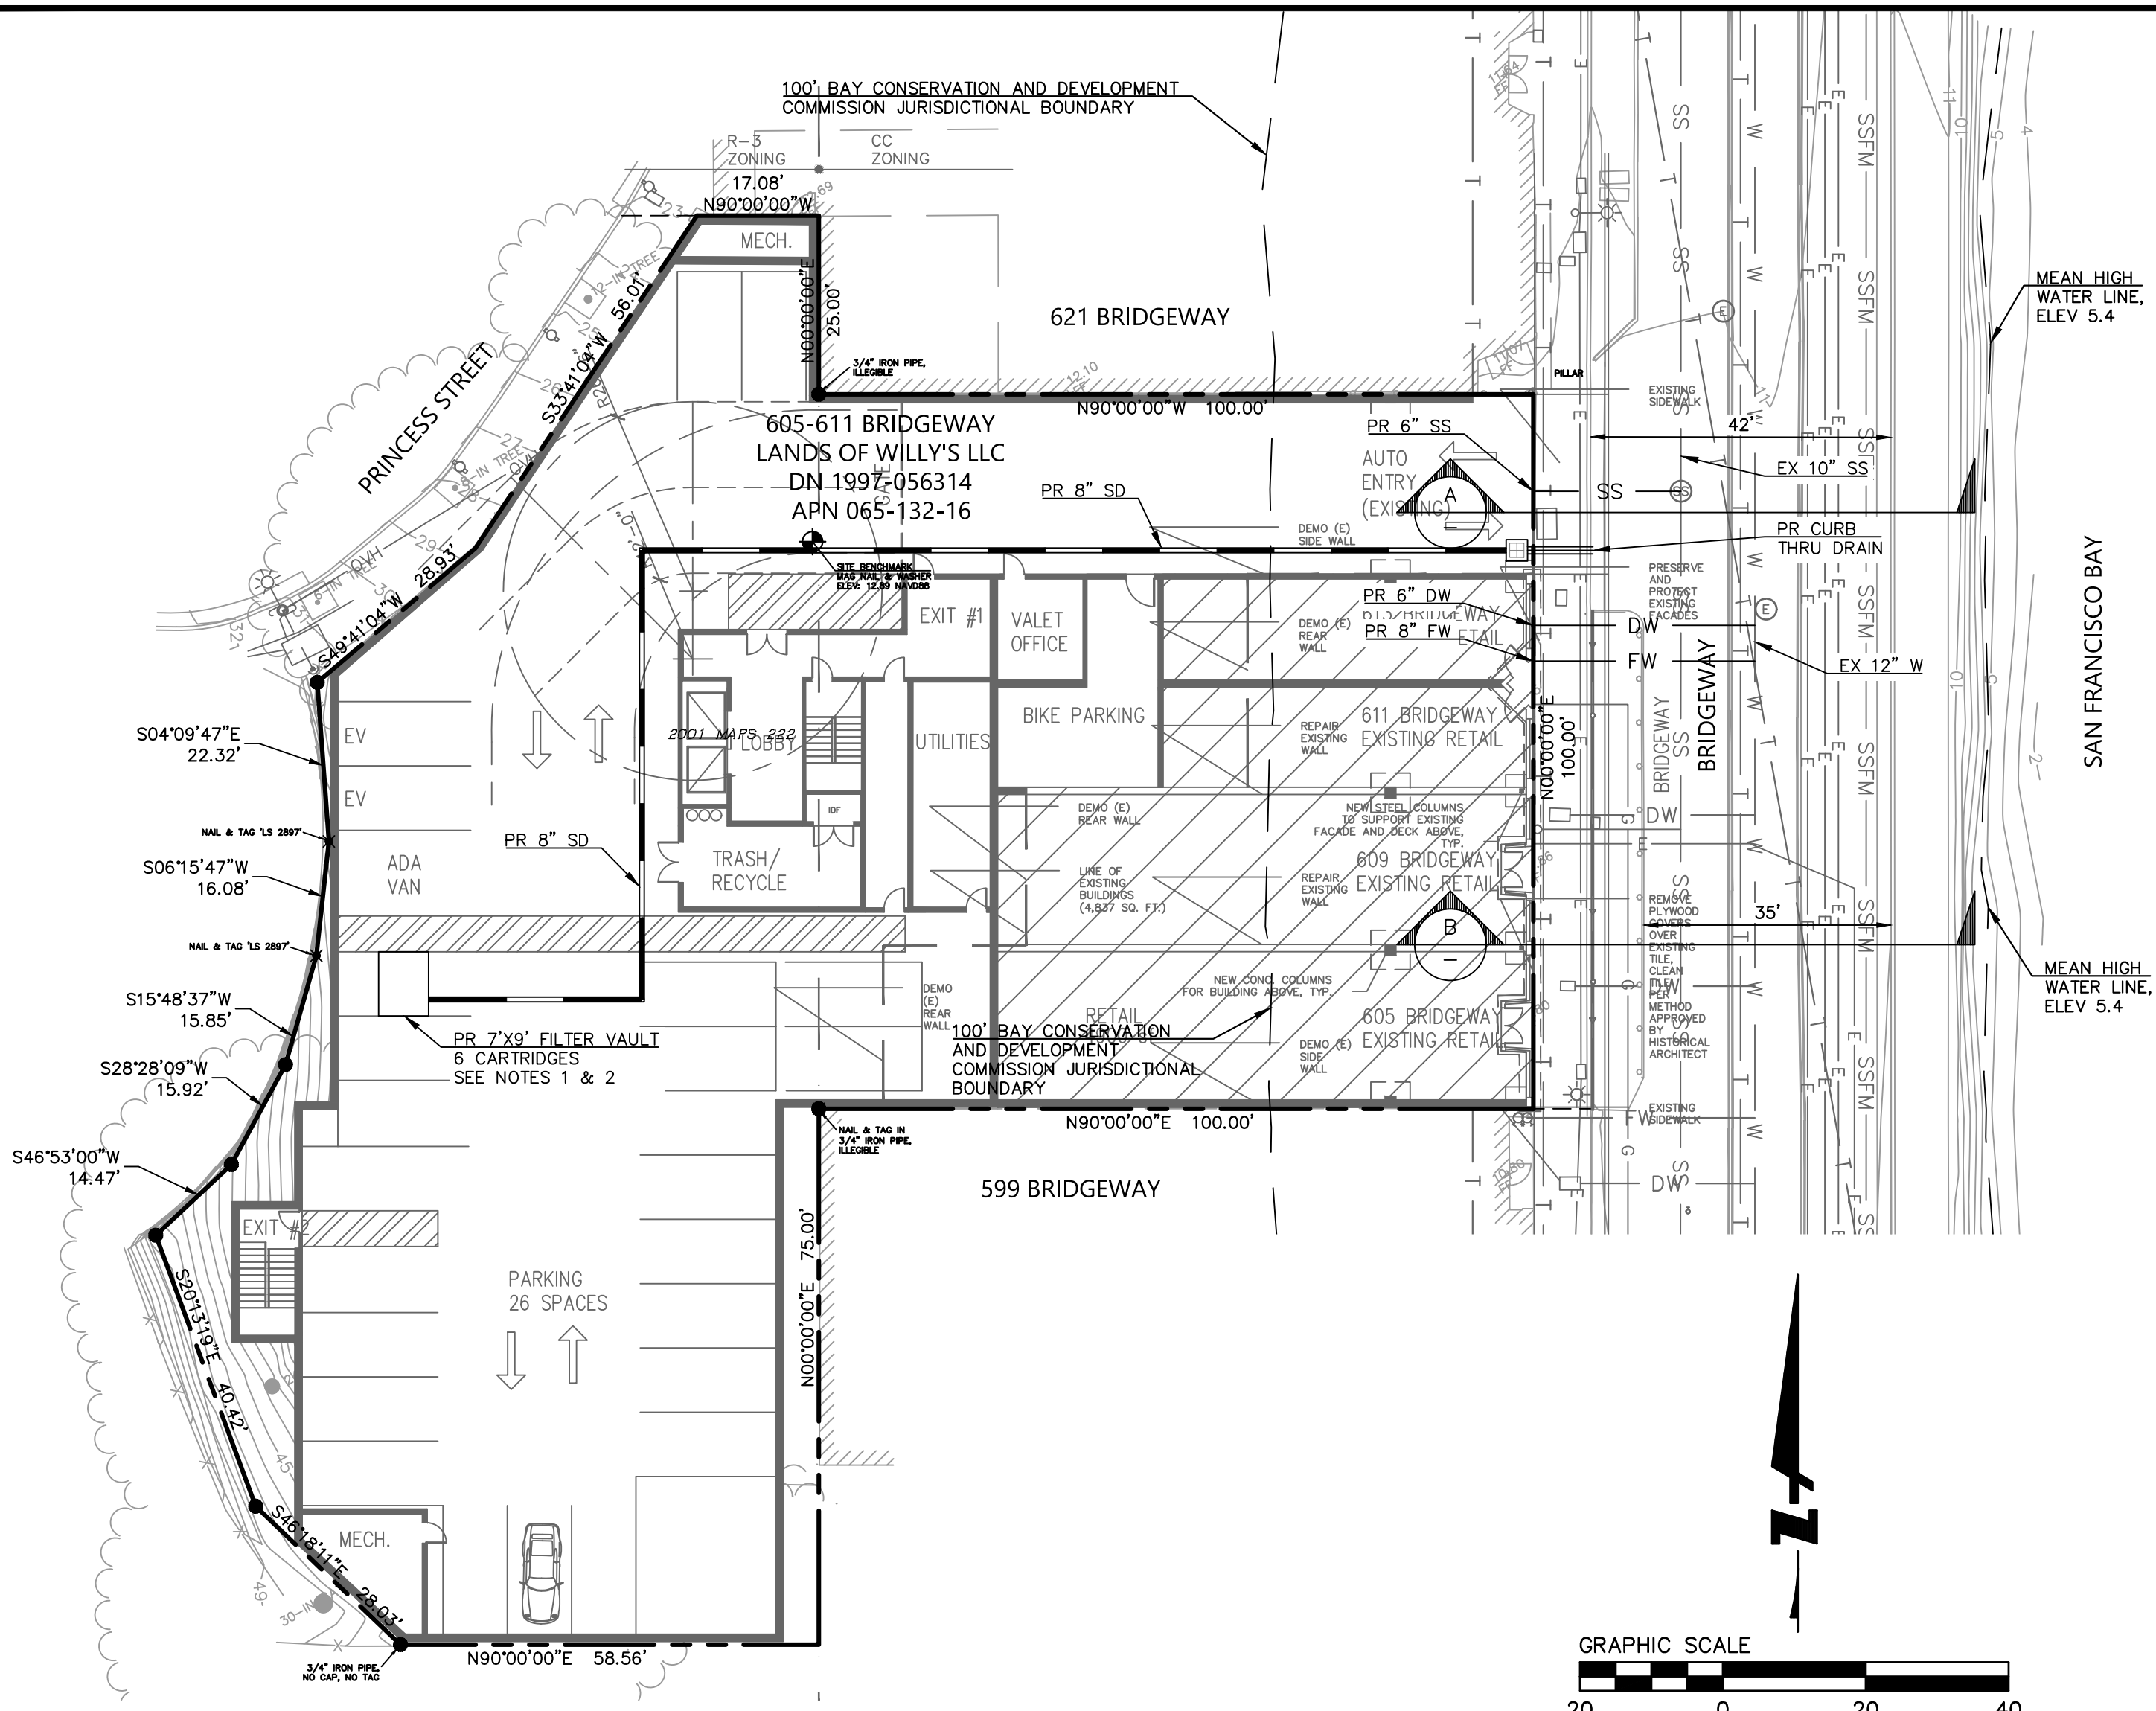 100' BAY CONSERVATION AND DEVELOPMENT
COMMISSION JURISDICTIONAL BOUNDARY
R-3
ZONING
CC
ZONING
17.08'
N90°00'00"W
MECH.
N00°00'00"E
25.00'
S33°41'04"W 56.01'
PRINCESS STREET
621 BRIDGEWAY
3/4" IRON PIPE,
ILLEGIBLE
N90°00'00"W 100.00'
PILLAR
EXISTING
SIDEWALK
42'
MEAN HIGH
WATER LINE,
ELEV 5.4
605-611 BRIDGEWAY
LANDS OF WILLY'S LLC
DN 1997-056314
APN 065-132-16
GATE
PR 6" SS
AUTO
ENTRY
(EXISTING)
A
SS
EX 10" SS
PR 8" SD
DEMO (E)
SIDE WALL
PR CURB
THRU DRAIN
SITE BENCHMARK
MAG NAIL & WASHER
ELEV: 12.89 NAVD88
S49°41'04"W 28.93'
EXIT #1
VALET
OFFICE
DEMO (E)
REAR
WALL
PR 6" DW
PR 8" FW
PRESERVE
AND
PROTECT
EXISTING
FACADES
DW
FW
EX 12" W
SAN FRANCISCO BAY
BRIDGEWAY
BRIDGEWAY
S04°09'47"E
22.32'
EV
EV
2001 MAPS 222
LOBBY
UTILITIES
BIKE PARKING
REPAIR
EXISTING
WALL
611 BRIDGEWAY
EXISTING RETAIL
N00°00'00"E
100.00'
NAIL & TAG 'LS 2897'
PR 8" SD
IDF
DEMO (E)
REAR WALL
NEW STEEL COLUMNS
TO SUPPORT EXISTING
FACADE AND DECK ABOVE,
TYP.
DW
S06°15'47"W
16.08'
ADA
VAN
TRASH/
RECYCLE
LINE OF
EXISTING
BUILDINGS
(4,837 SQ. FT.)
REPAIR
EXISTING
WALL
609 BRIDGEWAY
EXISTING RETAIL
NAIL & TAG 'LS 2897'
B
REMOVE
PLYWOOD
COVERS
OVER
EXISTING
TILE,
CLEAN
TILE
PER
METHOD
APPROVED
BY
HISTORICAL
ARCHITECT
35'
MEAN HIGH
WATER LINE,
ELEV 5.4
S15°48'37"W
15.85'
DEMO
(E)
REAR
WALL
NEW CONC. COLUMNS
FOR BUILDING ABOVE, TYP.
DW
RETAIL
605 BRIDGEWAY
EXISTING RETAIL
PR 7'X9' FILTER VAULT
6 CARTRIDGES
SEE NOTES 1 & 2
100' BAY CONSERVATION
AND DEVELOPMENT
COMMISSION JURISDICTIONAL
BOUNDARY
DEMO (E)
SIDE
WALL
S28°28'09"W
15.92'
NAIL & TAG IN
3/4" IRON PIPE,
ILLEGIBLE
N90°00'00"E 100.00'
FW
EXISTING
SIDEWALK
S46°53'00"W
14.47'
599 BRIDGEWAY
DW
EXIT #2
S20°13'19"E 40.42'
PARKING
26 SPACES
N00°00'00"E 75.00'
S46°18'11"E 28.03'
MECH.
3/4" IRON PIPE,
NO CAP, NO TAG
N90°00'00"E 58.56'
GRAPHIC SCALE
20 0 20 40